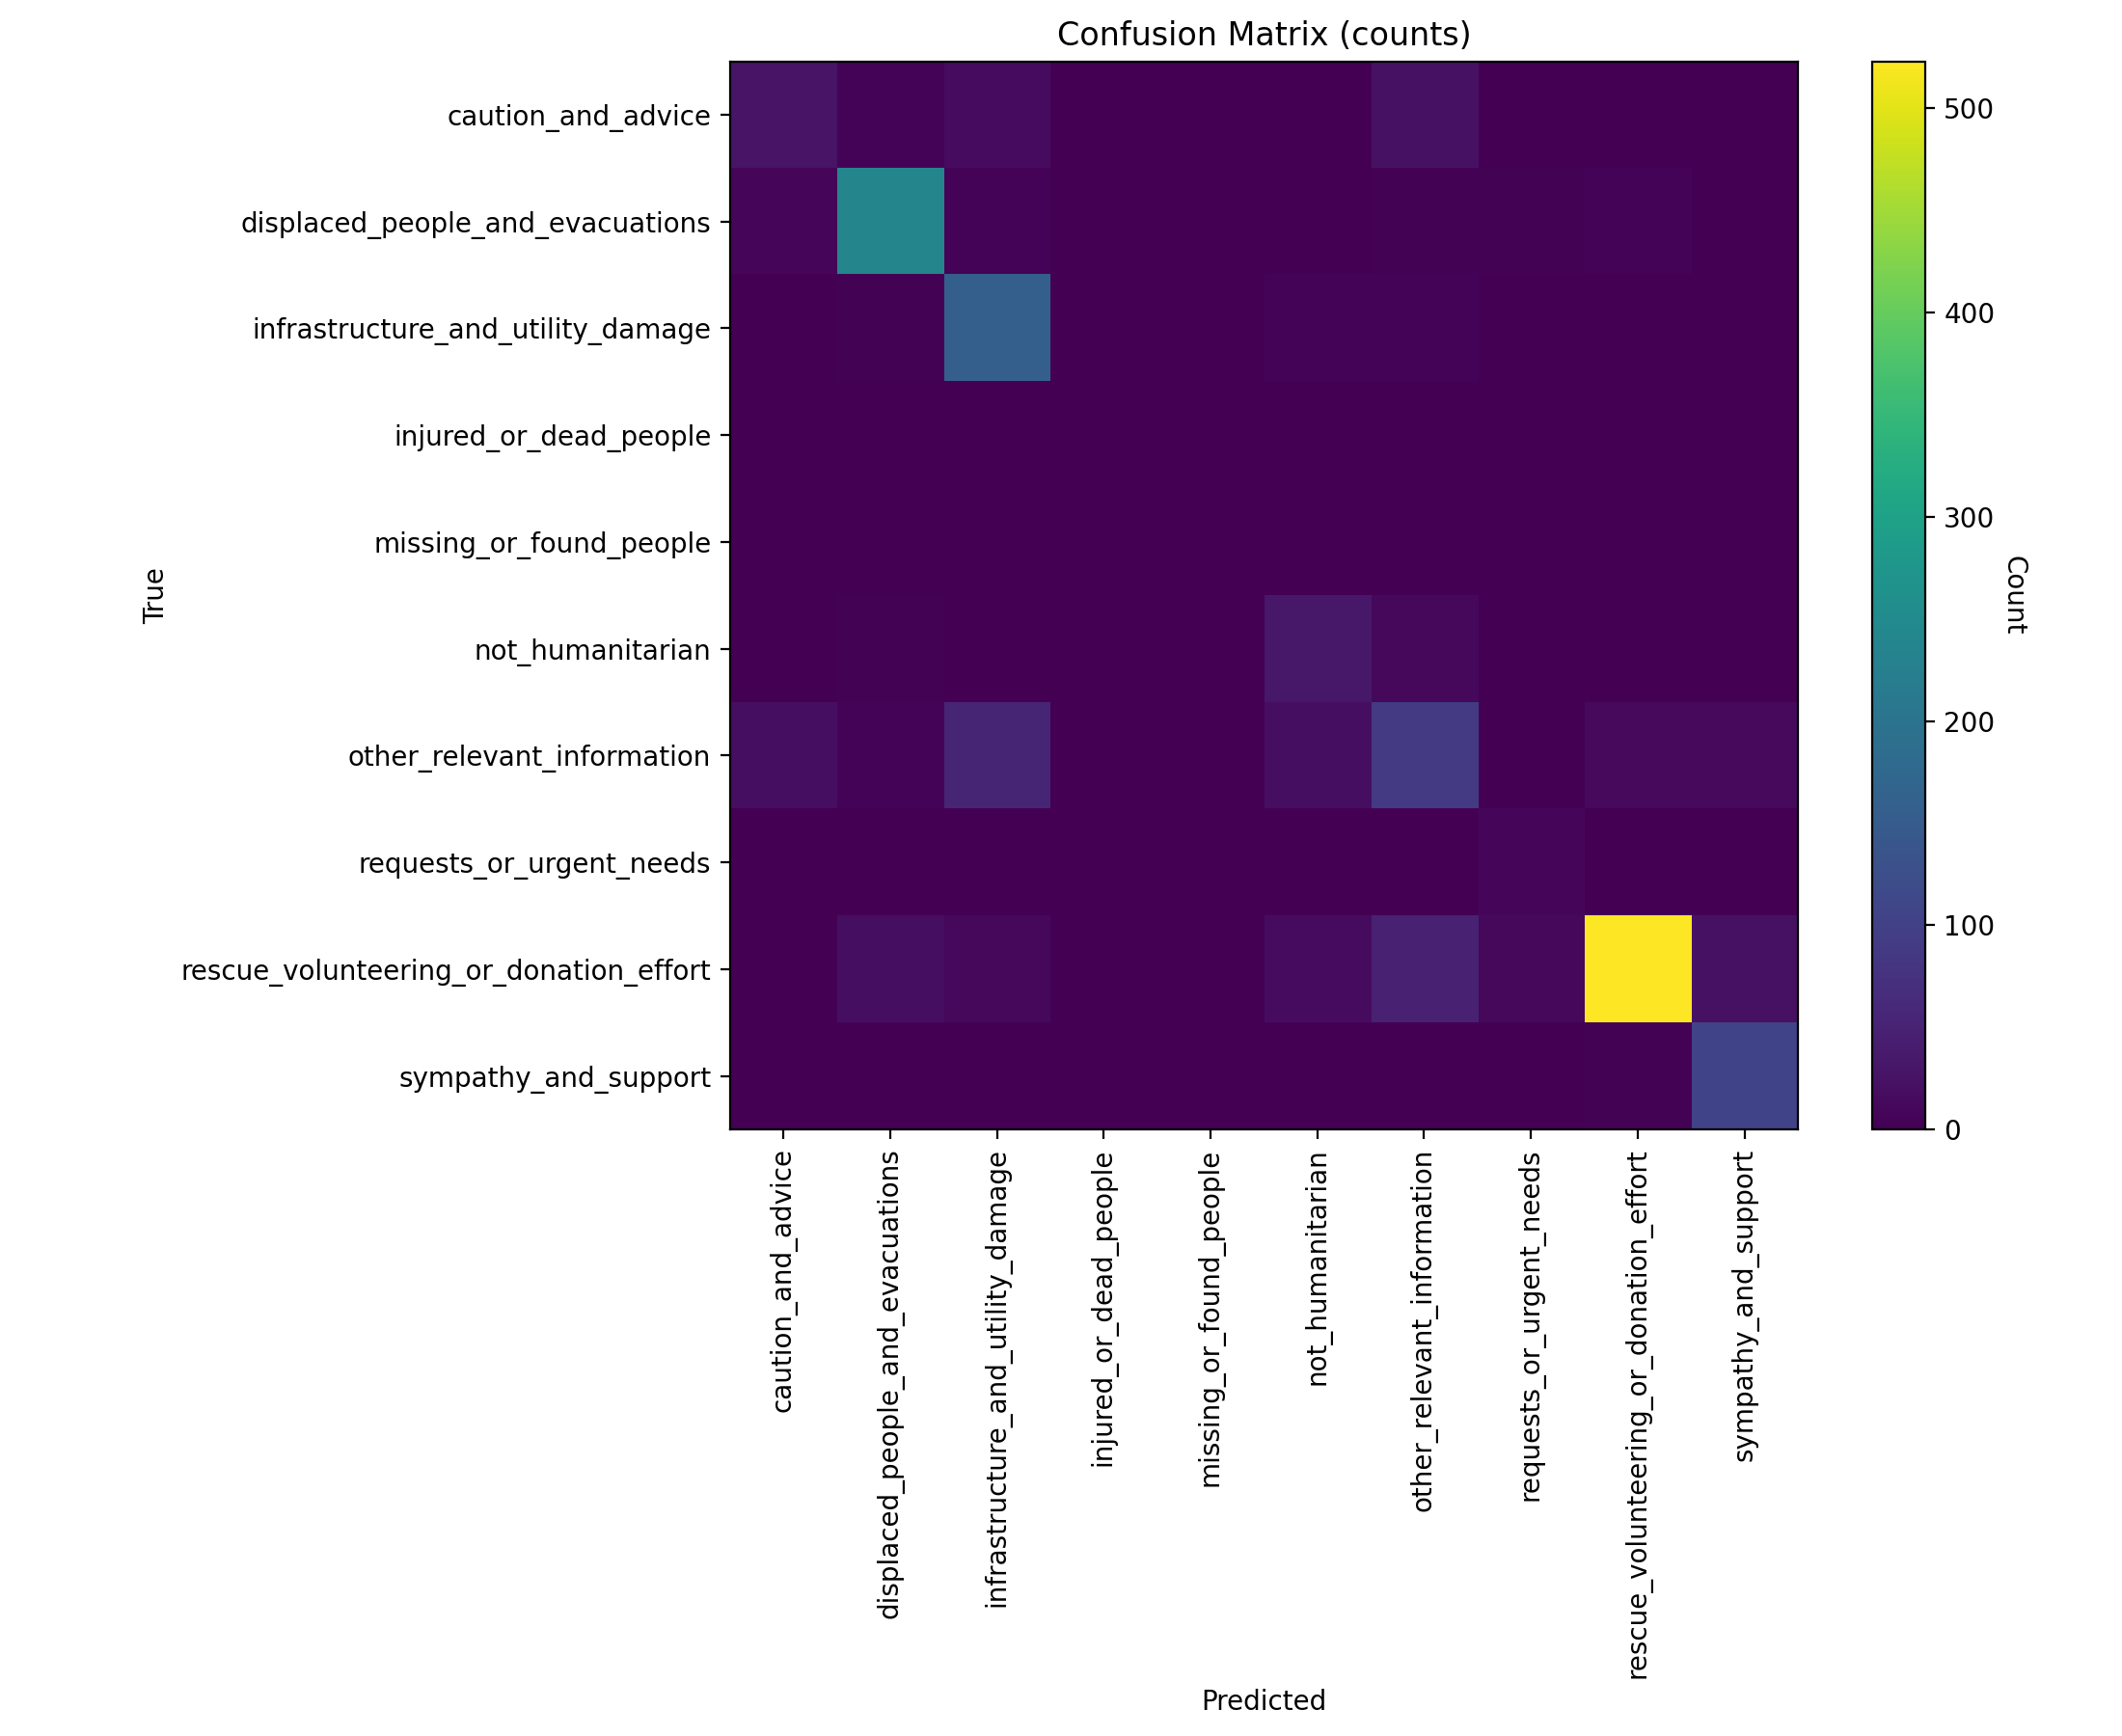 Confusion Matrix (counts)
caution_and_advice
displaced_people_and_evacuations
infrastructure_and_utility_damage
injured_or_dead_people
missing_or_found_people
not_humanitarian
other_relevant_information
requests_or_urgent_needs
rescue_volunteering_or_donation_effort
sympathy_and_support
True
caution_and_advice
displaced_people_and_evacuations
infrastructure_and_utility_damage
injured_or_dead_people
missing_or_found_people
not_humanitarian
other_relevant_information
requests_or_urgent_needs
rescue_volunteering_or_donation_effort
sympathy_and_support
Predicted
500
400
300
200
100
0
Count